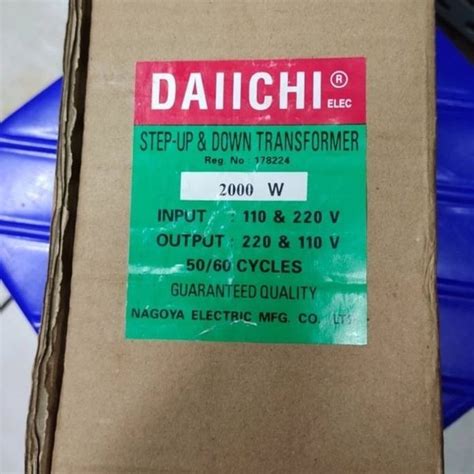 DAIICHI ®
ELEC
STEP-UP & DOWN TRANSFORMER
Reg. No : 178224
2000 W
INPUT : 110 & 220 V
OUTPUT : 220 & 110 V
50/60 CYCLES
GUARANTEED QUALITY
NAGOYA ELECTRIC MFG. CO. LT